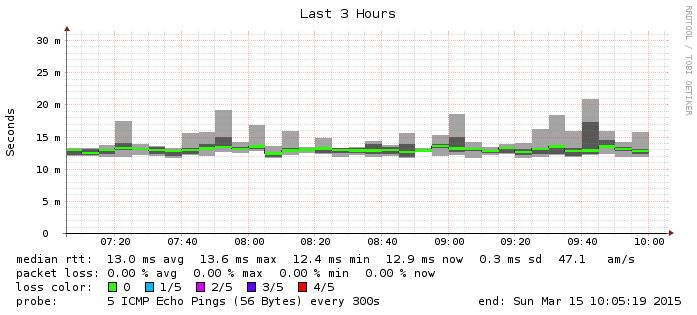 Last 3 Hours
RRDTOOL / TOBI OETIKER
Seconds
30 m
25 m
20 m
15 m
10 m
5 m
0
07:20 07:40 08:00 08:20 08:40 09:00 09:20 09:40 10:00
median rtt: 13.0 ms avg 13.6 ms max 12.4 ms min 12.9 ms now 0.3 ms sd 47.1 am/s
packet loss: 0.00 % avg 0.00 % max 0.00 % min 0.00 % now
loss color: 0 1/5 2/5 3/5 4/5
probe: 5 ICMP Echo Pings (56 Bytes) every 300s end: Sun Mar 15 10:05:19 2015